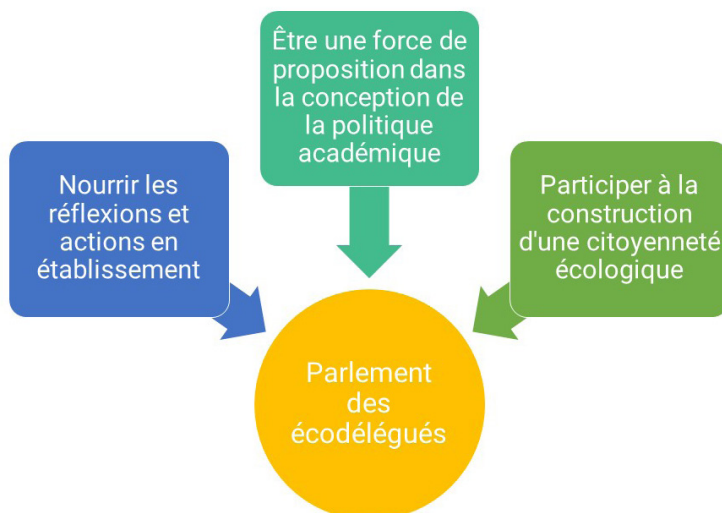 Être une force de
proposition dans
la conception de
la politique
académique
Nourrir les
réflexions et
actions en
établissement
Participer à la
construction
d'une citoyenneté
écologique
Parlement
des
écodélégués